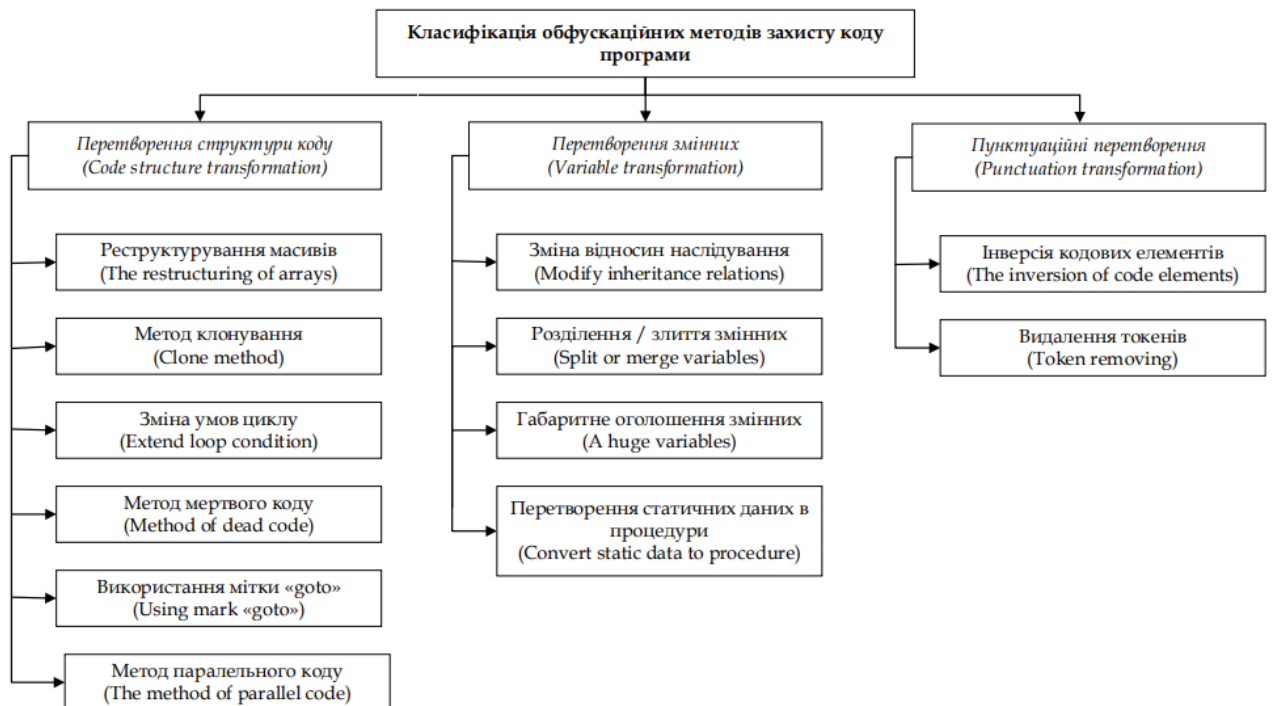 Класифікація обфускаційних методів захисту коду
програми
Перетворення структури коду
(Code structure transformation)
Реструктурування масивів
(The restructuring of arrays)
Метод клонування
(Clone method)
Зміна умов циклу
(Extend loop condition)
Метод мертвого коду
(Method of dead code)
Використання мітки «goto»
(Using mark «goto»)
Метод паралельного коду
(The method of parallel code)
Перетворення змінних
(Variable transformation)
Зміна відносин наслідування
(Modify inheritance relations)
Розділення / злиття змінних
(Split or merge variables)
Габаритне оголошення змінних
(A huge variables)
Перетворення статичних даних в
процедури
(Convert static data to procedure)
Пунктуаційні перетворення
(Punctuation transformation)
Інверсія кодових елементів
(The inversion of code elements)
Видалення токенів
(Token removing)